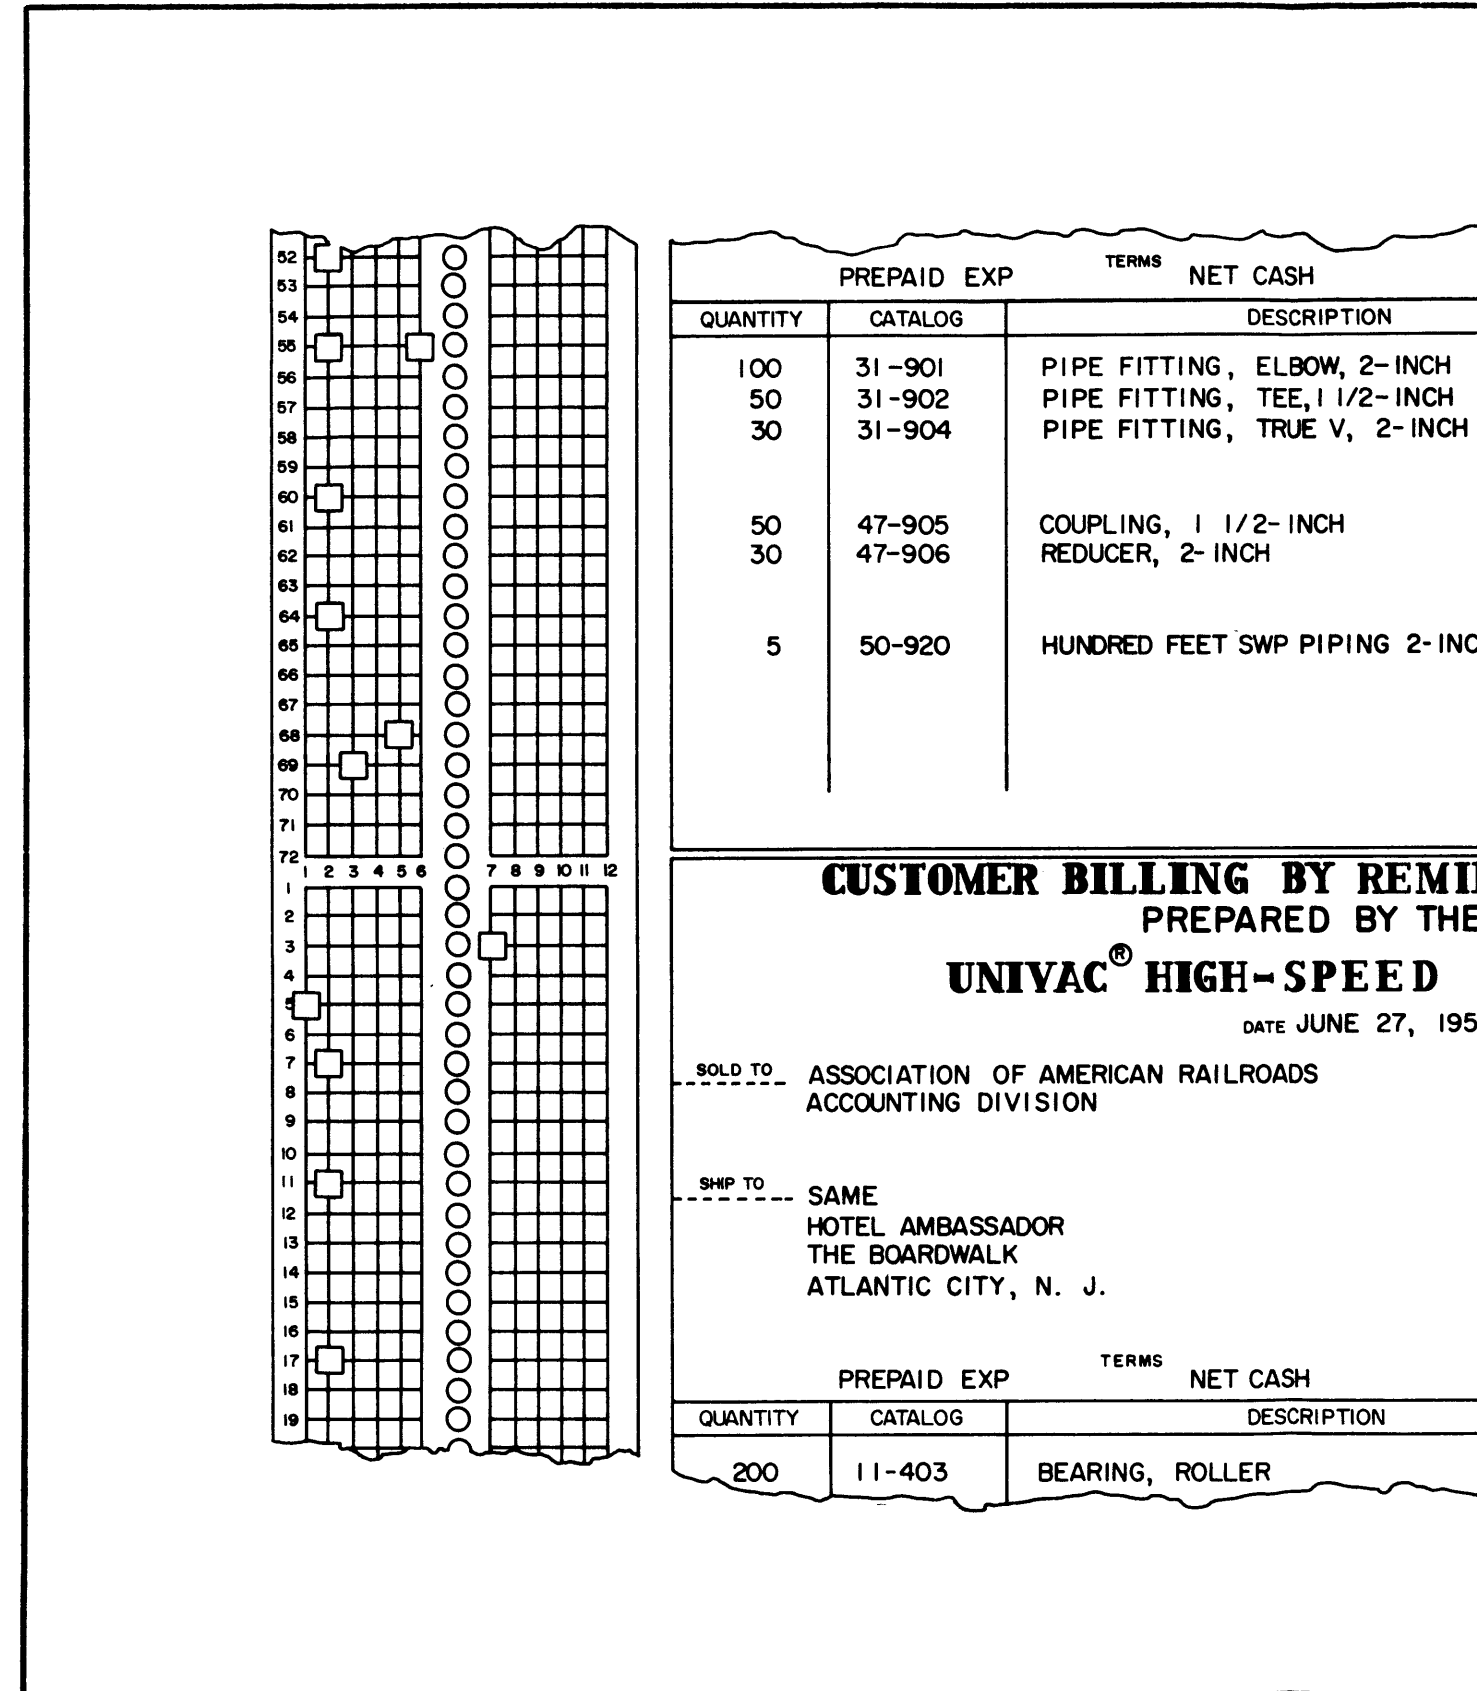 52
53
54
55
56
57
58
59
60
61
62
63
64
65
66
67
68
69
70
71
72
1 2 3 4 5 6 7 8 9 10 11 12
1
2
3
4
5
6
7
8
9
10
11
12
13
14
15
16
17
18
19
TERMS
PREPAID EXP NET CASH
QUANTITY CATALOG DESCRIPTION
100 31-901 PIPE FITTING, ELBOW, 2-INCH
50 31-902 PIPE FITTING, TEE, 1 1/2-INCH
30 31-904 PIPE FITTING, TRUE V, 2-INCH
50 47-905 COUPLING, 1 1/2-INCH
30 47-906 REDUCER, 2-INCH
5 50-920 HUNDRED FEET SWP PIPING 2-INC
CUSTOMER BILLING BY REMI
PREPARED BY THE
UNIVAC® HIGH-SPEED
DATE JUNE 27, 195
SOLD TO ASSOCIATION OF AMERICAN RAILROADS
ACCOUNTING DIVISION
SHIP TO SAME
HOTEL AMBASSADOR
THE BOARDWALK
ATLANTIC CITY, N. J.
TERMS
PREPAID EXP NET CASH
QUANTITY CATALOG DESCRIPTION
200 11-403 BEARING, ROLLER